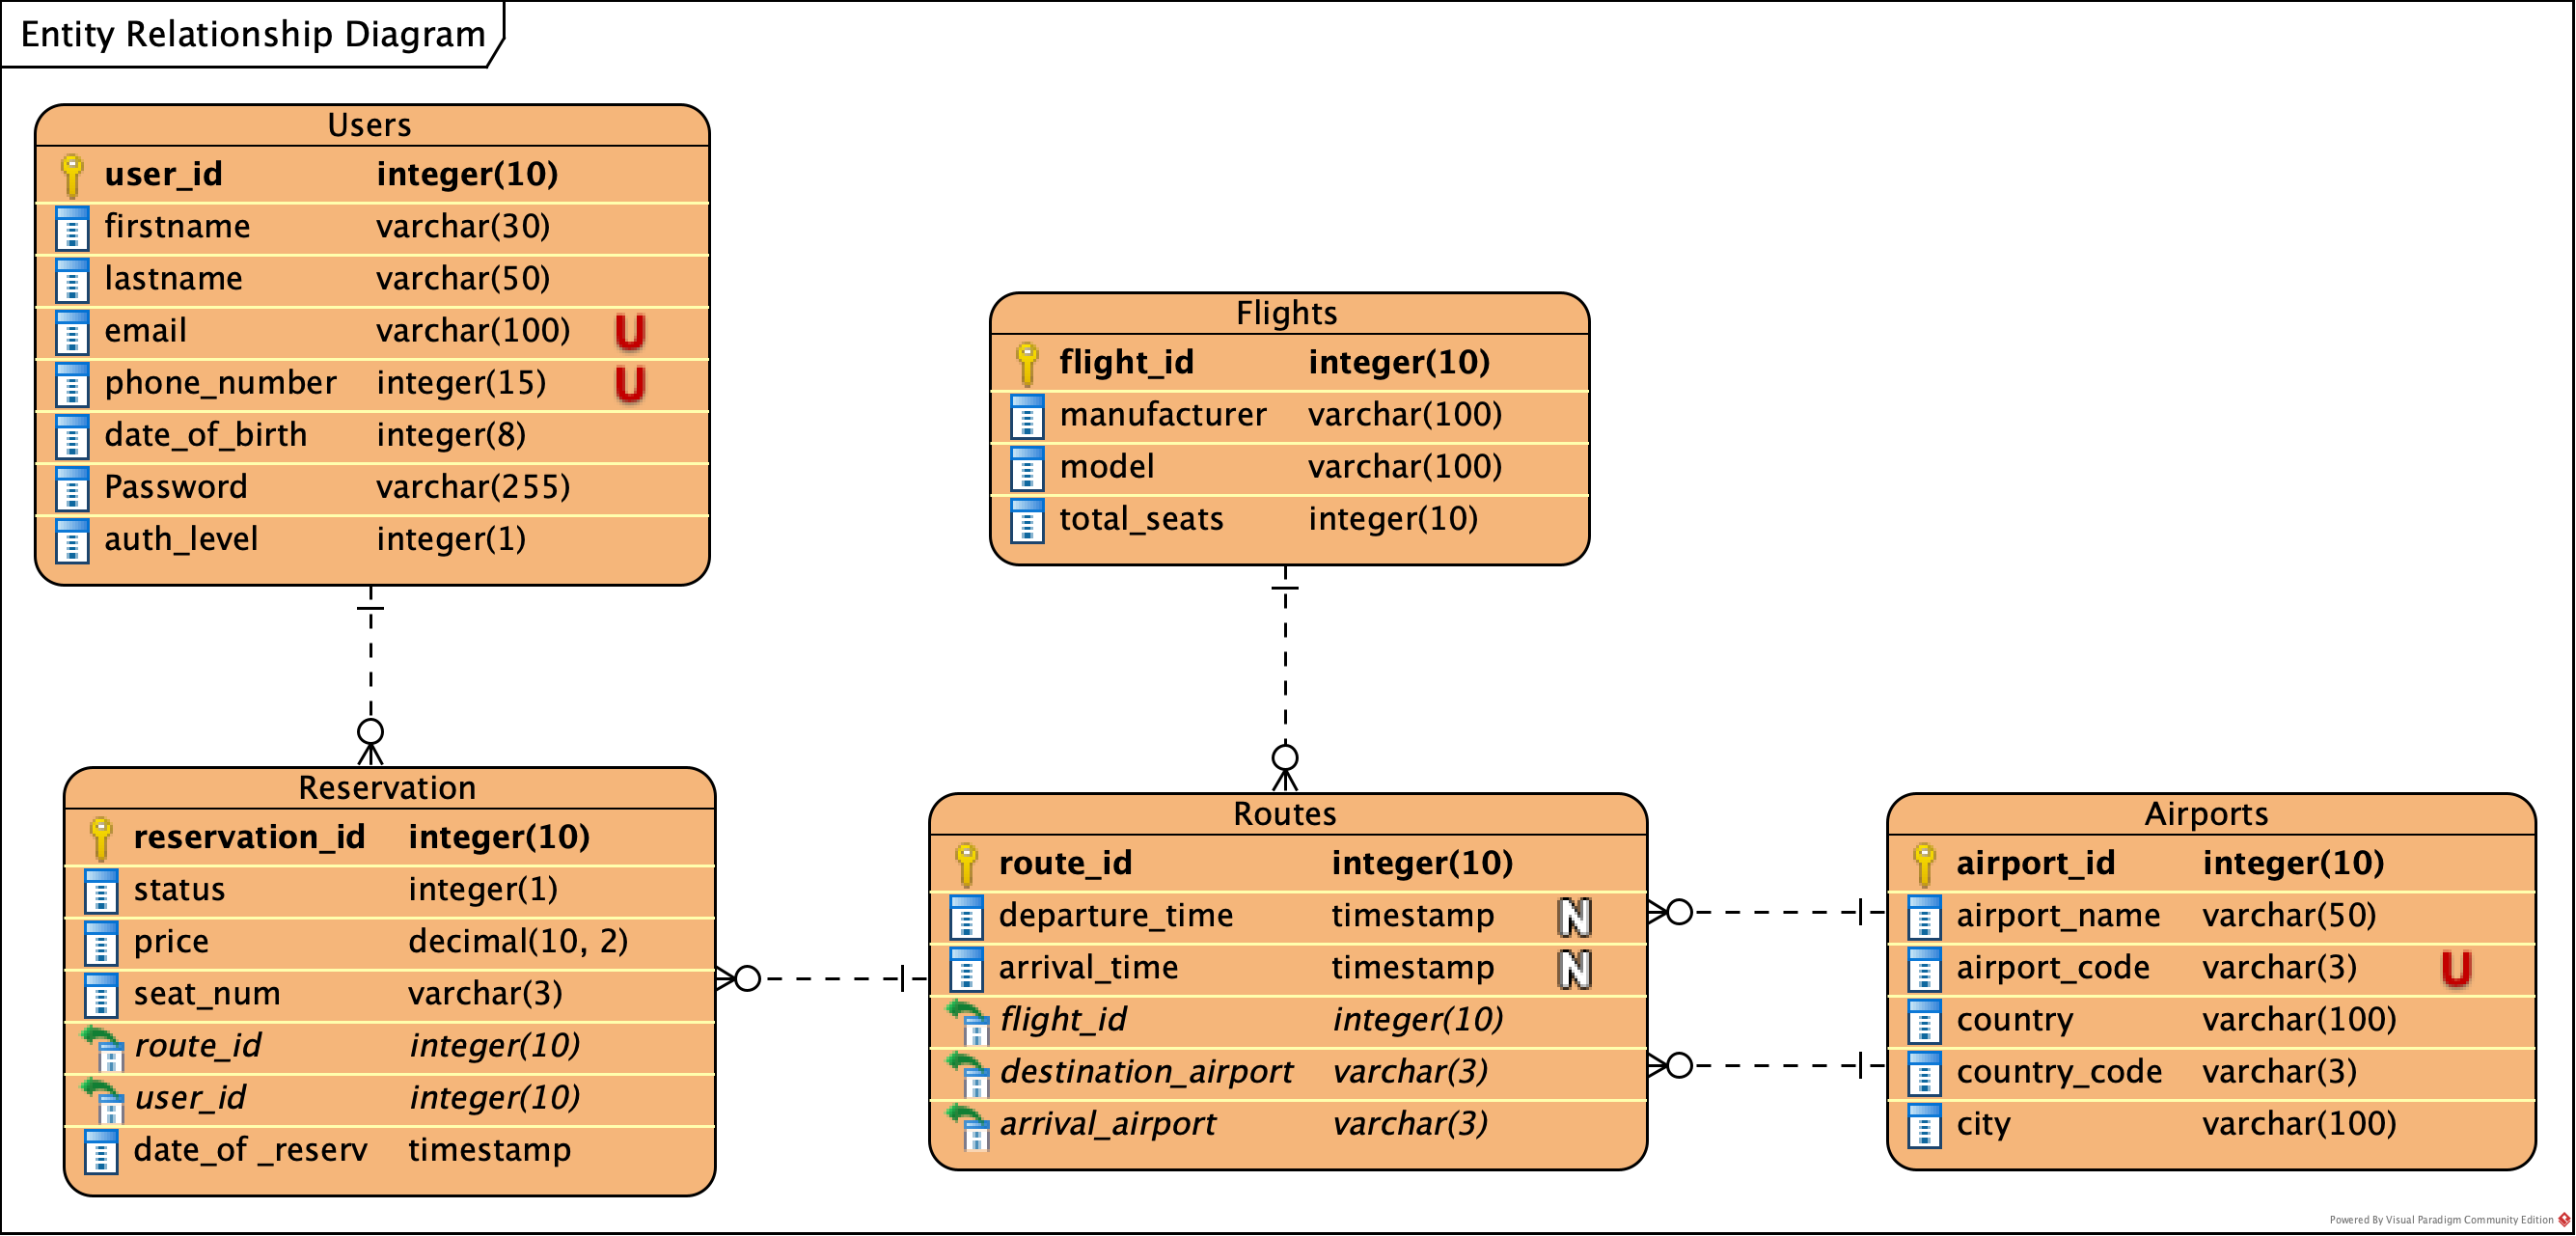 Entity Relationship Diagram
Users
user_id integer(10)
firstname varchar(30)
lastname varchar(50)
email varchar(100) U
phone_number integer(15) U
date_of_birth integer(8)
Password varchar(255)
auth_level integer(1)
Flights
flight_id integer(10)
manufacturer varchar(100)
model varchar(100)
total_seats integer(10)
Reservation
reservation_id integer(10)
status integer(1)
price decimal(10, 2)
seat_num varchar(3)
route_id integer(10)
user_id integer(10)
date_of _reserv timestamp
Routes
route_id integer(10)
departure_time timestamp N
arrival_time timestamp N
flight_id integer(10)
destination_airport varchar(3)
arrival_airport varchar(3)
Airports
airport_id integer(10)
airport_name varchar(50)
airport_code varchar(3) U
country varchar(100)
country_code varchar(3)
city varchar(100)
Powered By Visual Paradigm Community Edition